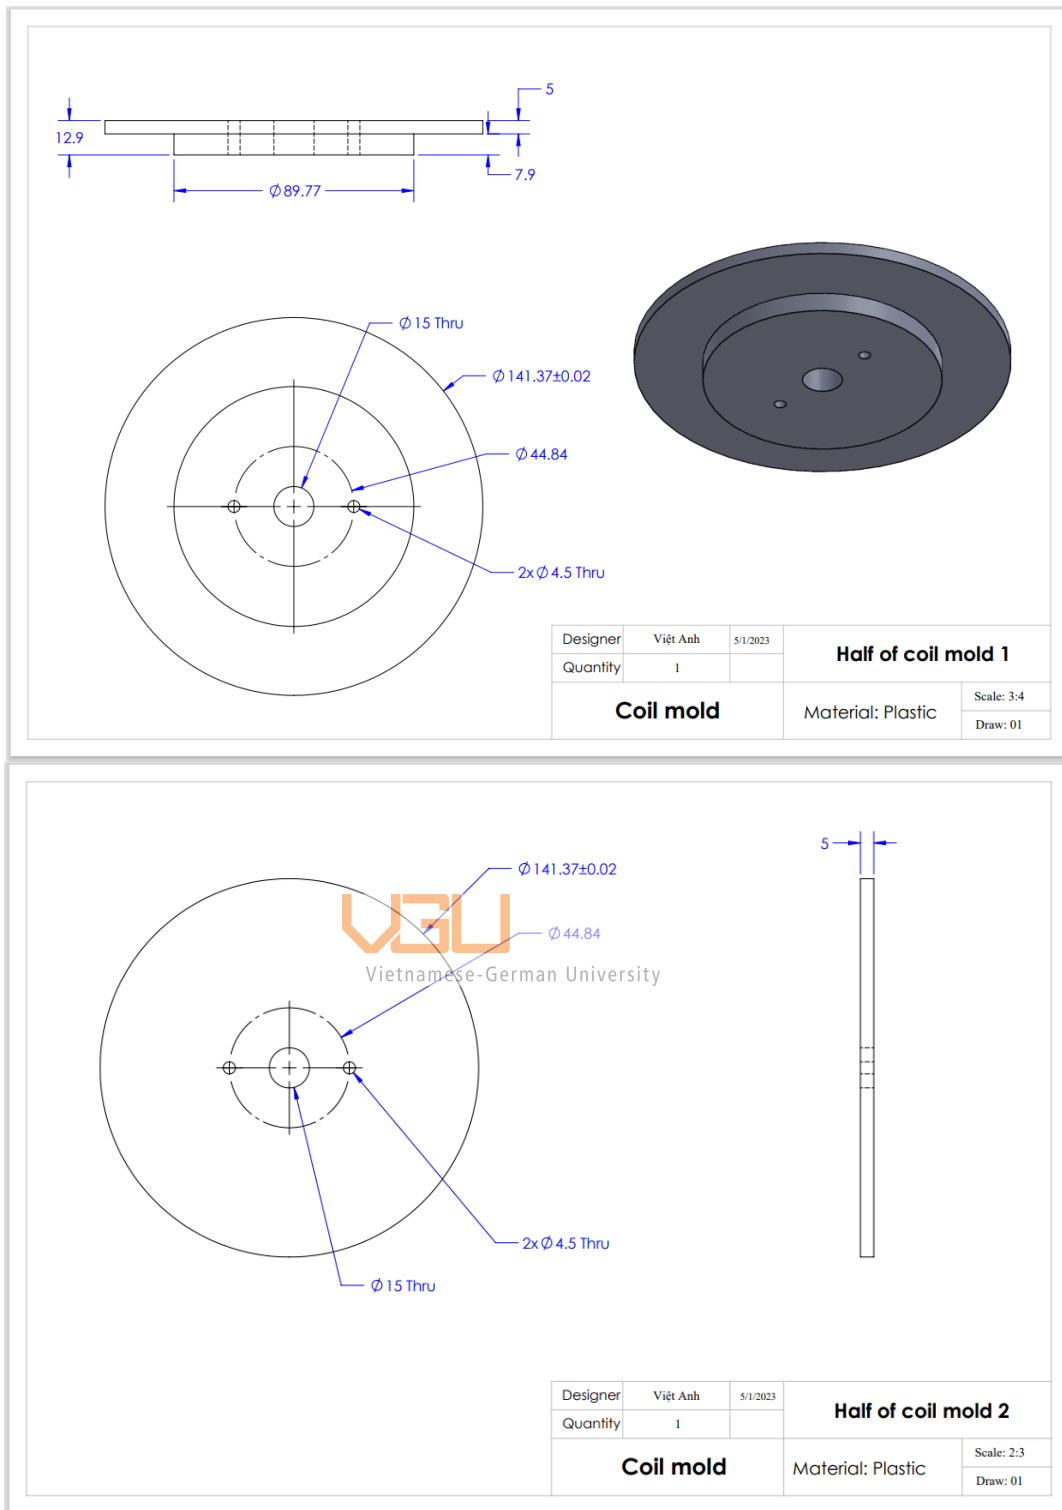 5
12.9
7.9
Ø89.77
Ø15 Thru
Ø141.37±0.02
Ø44.84
2xØ4.5 Thru
Designer Việt Anh 5/1/2023 Half of coil mold 1
Quantity 1
Coil mold Material: Plastic Scale: 3:4
Draw: 01
5
Ø141.37±0.02
VGU
Ø44.84
Vietnamese-German University
2xØ4.5 Thru
Ø15 Thru
Designer Việt Anh 5/1/2023 Half of coil mold 2
Quantity 1
Coil mold Material: Plastic Scale: 2:3
Draw: 01